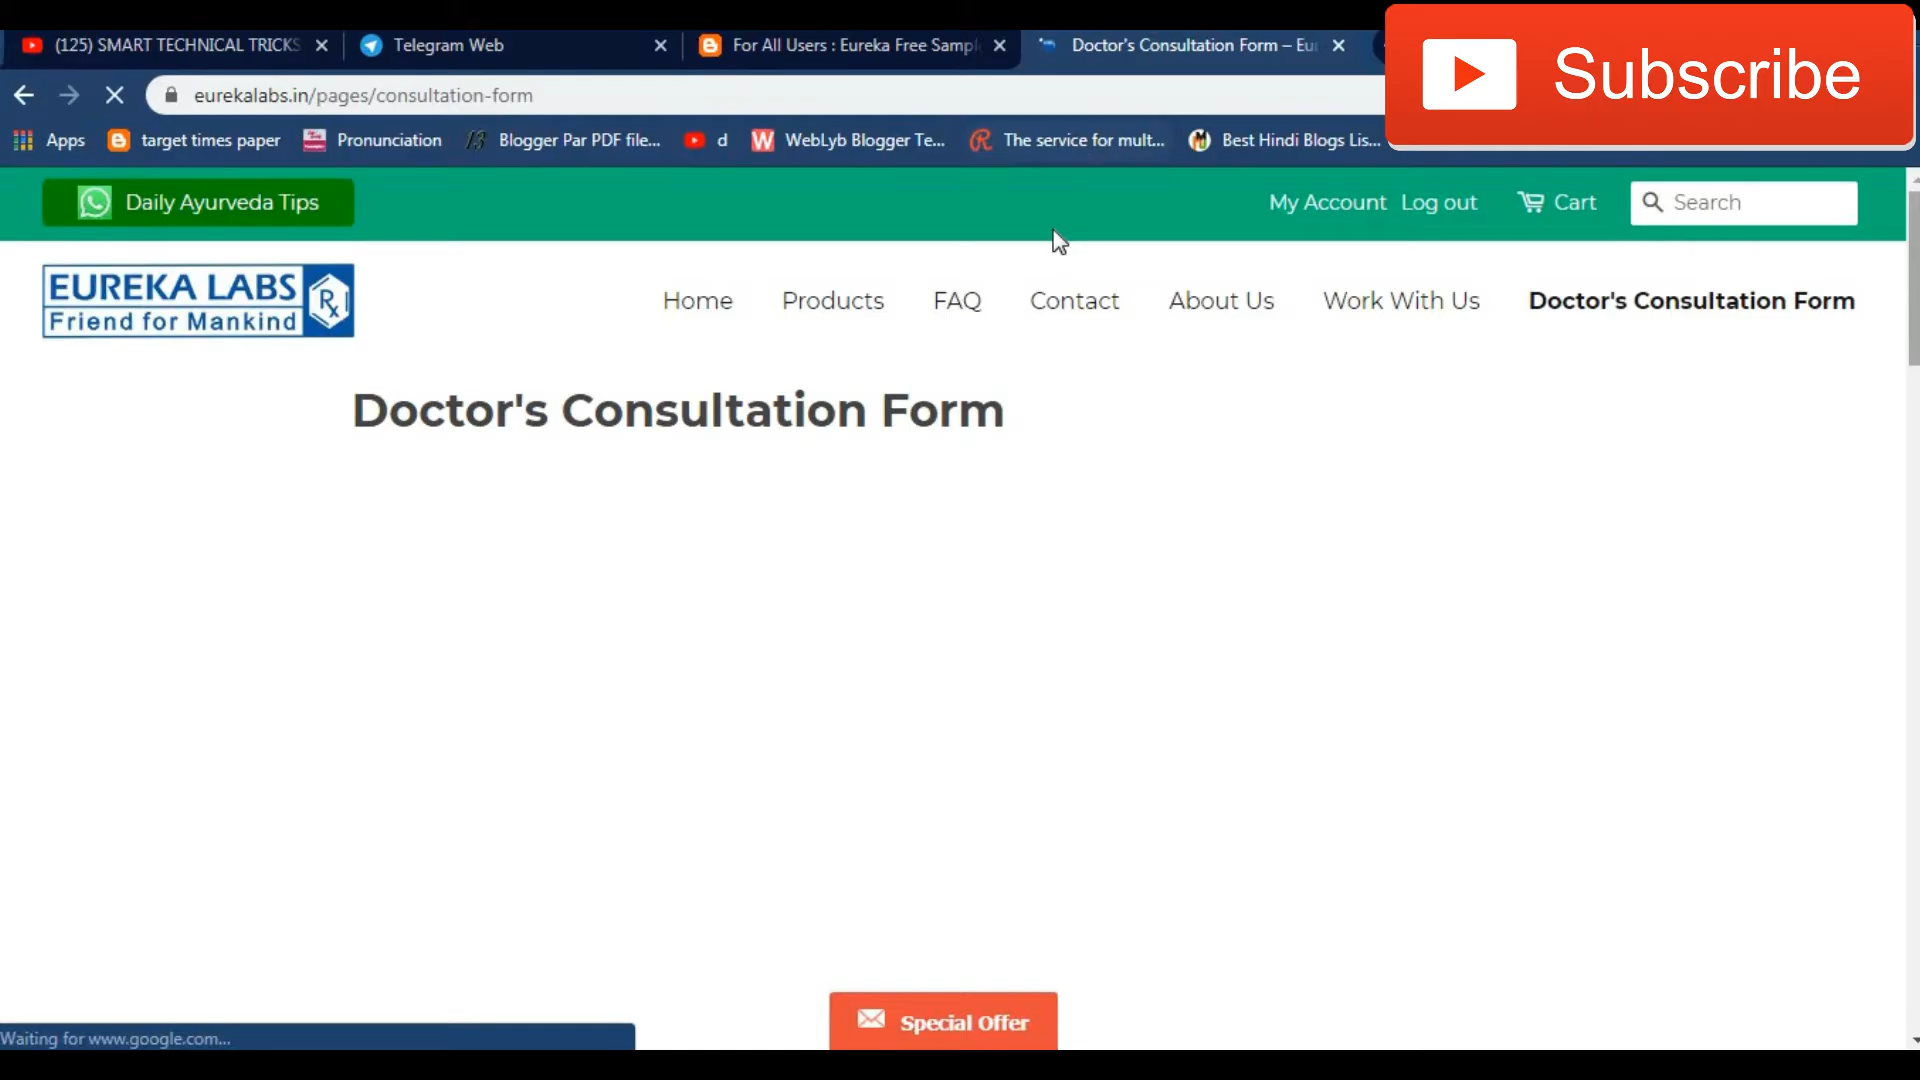 (125) SMART TECHNICAL TRICKS
Telegram Web
For All Users : Eureka Free Sampl
Doctor's Consultation Form – Eu
Subscribe
eurekalabs.in/pages/consultation-form
Apps
target times paper
Pronunciation
Blogger Par PDF file...
d
WebLyb Blogger Te...
The service for mult...
Best Hindi Blogs Lis...
Daily Ayurveda Tips
My Account
Log out
Cart
Search
EUREKA LABS
Friend for Mankind
Rx
Home
Products
FAQ
Contact
About Us
Work With Us
Doctor's Consultation Form
Doctor's Consultation Form
Special Offer
Waiting for www.google.com...